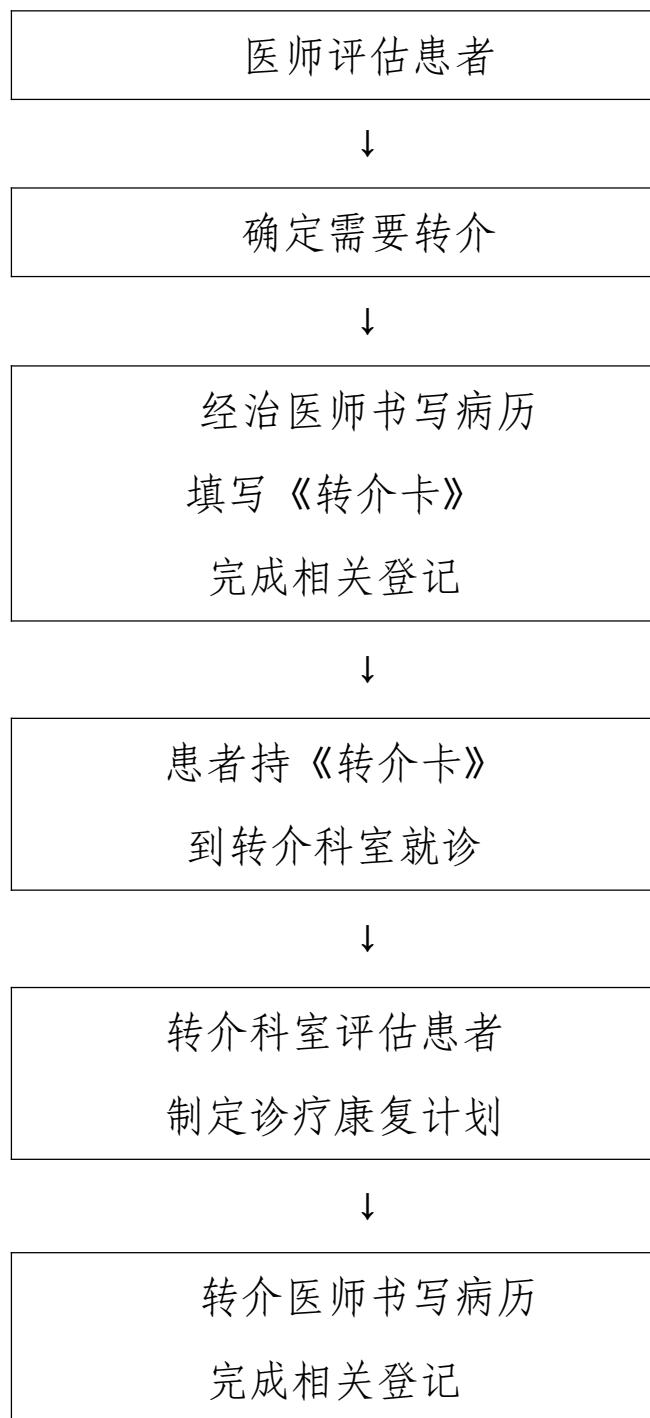 医师评估患者
↓
确定需要转介
↓
经治医师书写病历
填写《转介卡》
完成相关登记
↓
患者持《转介卡》
到转介科室就诊
↓
转介科室评估患者
制定诊疗康复计划
↓
转介医师书写病历
完成相关登记